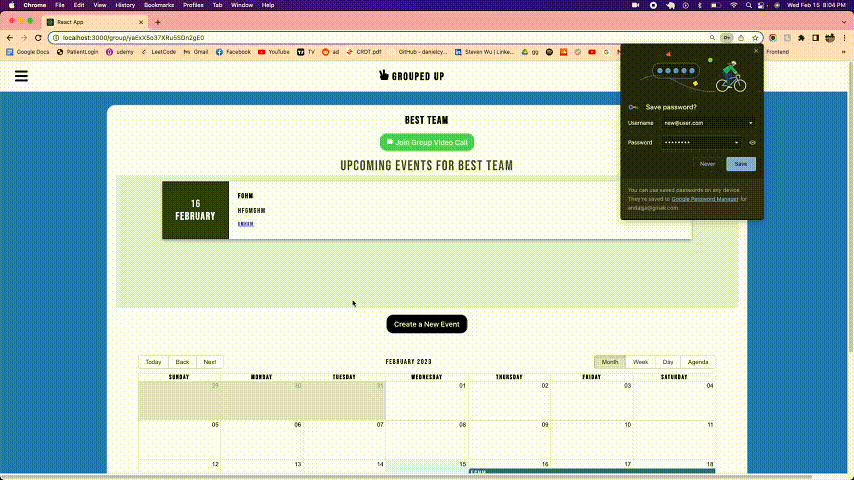 Chrome File Edit View History Bookmarks Profiles Tab Window Help Wed Feb 15 8:04 PM
React App
localhost:3000/group/yaExX5o37XRu5SDn2gE0
Google Docs PatientLogin udemy LeetCode Gmail Facebook YouTube TV ad CRDT.pdf GitHub - danielcy... Steven Wu | Linke... gg Frontend
GROUPED UP
Save password?
Username new@user.com
Password ••••••••
Never Save
You can use saved passwords on any device.
They're saved to Google Password Manager for
BEST TEAM
Join Group Video Call
UPCOMING EVENTS FOR BEST TEAM
16
FEBRUARY
Create a New Event
Today Back Next FEBRUARY 2023 Month Week Day Agenda
SUNDAY MONDAY TUESDAY WEDNESDAY THURSDAY FRIDAY SATURDAY
29 30 31 01 02 03 04
05 06 07 08 09 10 11
12 13 14 15 16 17 18